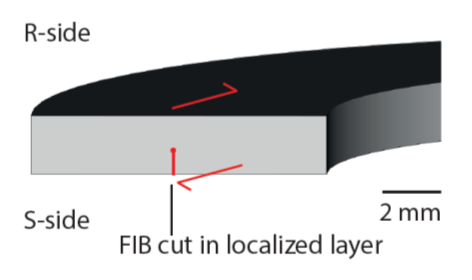 R-side
S-side
2 mm
FIB cut in localized layer